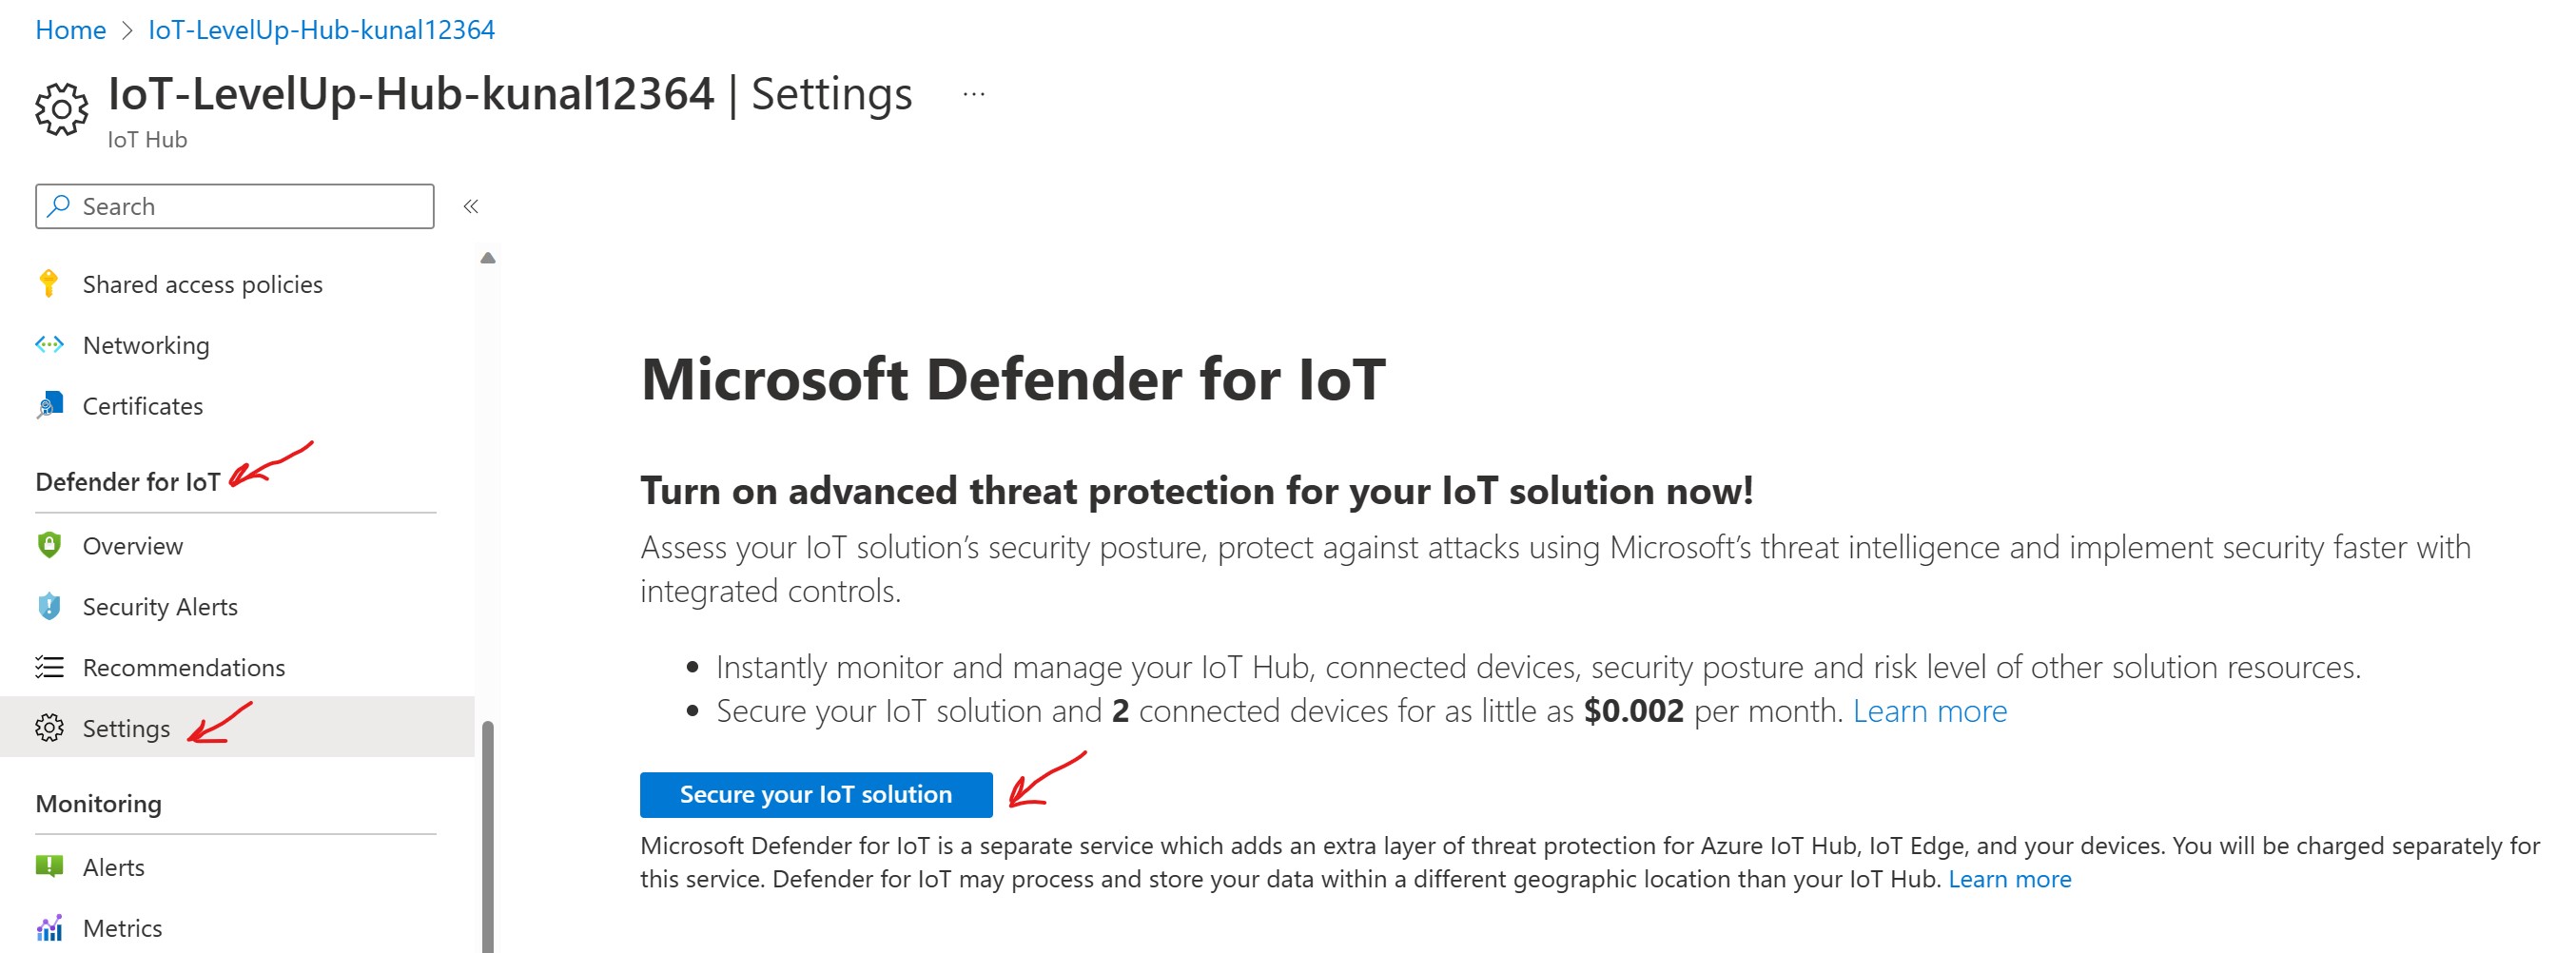 Home > IoT-LevelUp-Hub-kunal12364
IoT-LevelUp-Hub-kunal12364 | Settings ...
IoT Hub
Search «
Shared access policies
Networking
Certificates
Defender for IoT
Overview
Security Alerts
Recommendations
Settings
Monitoring
Alerts
Metrics
Microsoft Defender for IoT
Turn on advanced threat protection for your IoT solution now!
Assess your IoT solution’s security posture, protect against attacks using Microsoft’s threat intelligence and implement security faster with
integrated controls.
• Instantly monitor and manage your IoT Hub, connected devices, security posture and risk level of other solution resources.
• Secure your IoT solution and 2 connected devices for as little as $0.002 per month. Learn more
Secure your IoT solution
Microsoft Defender for IoT is a separate service which adds an extra layer of threat protection for Azure IoT Hub, IoT Edge, and your devices. You will be charged separately for
this service. Defender for IoT may process and store your data within a different geographic location than your IoT Hub. Learn more